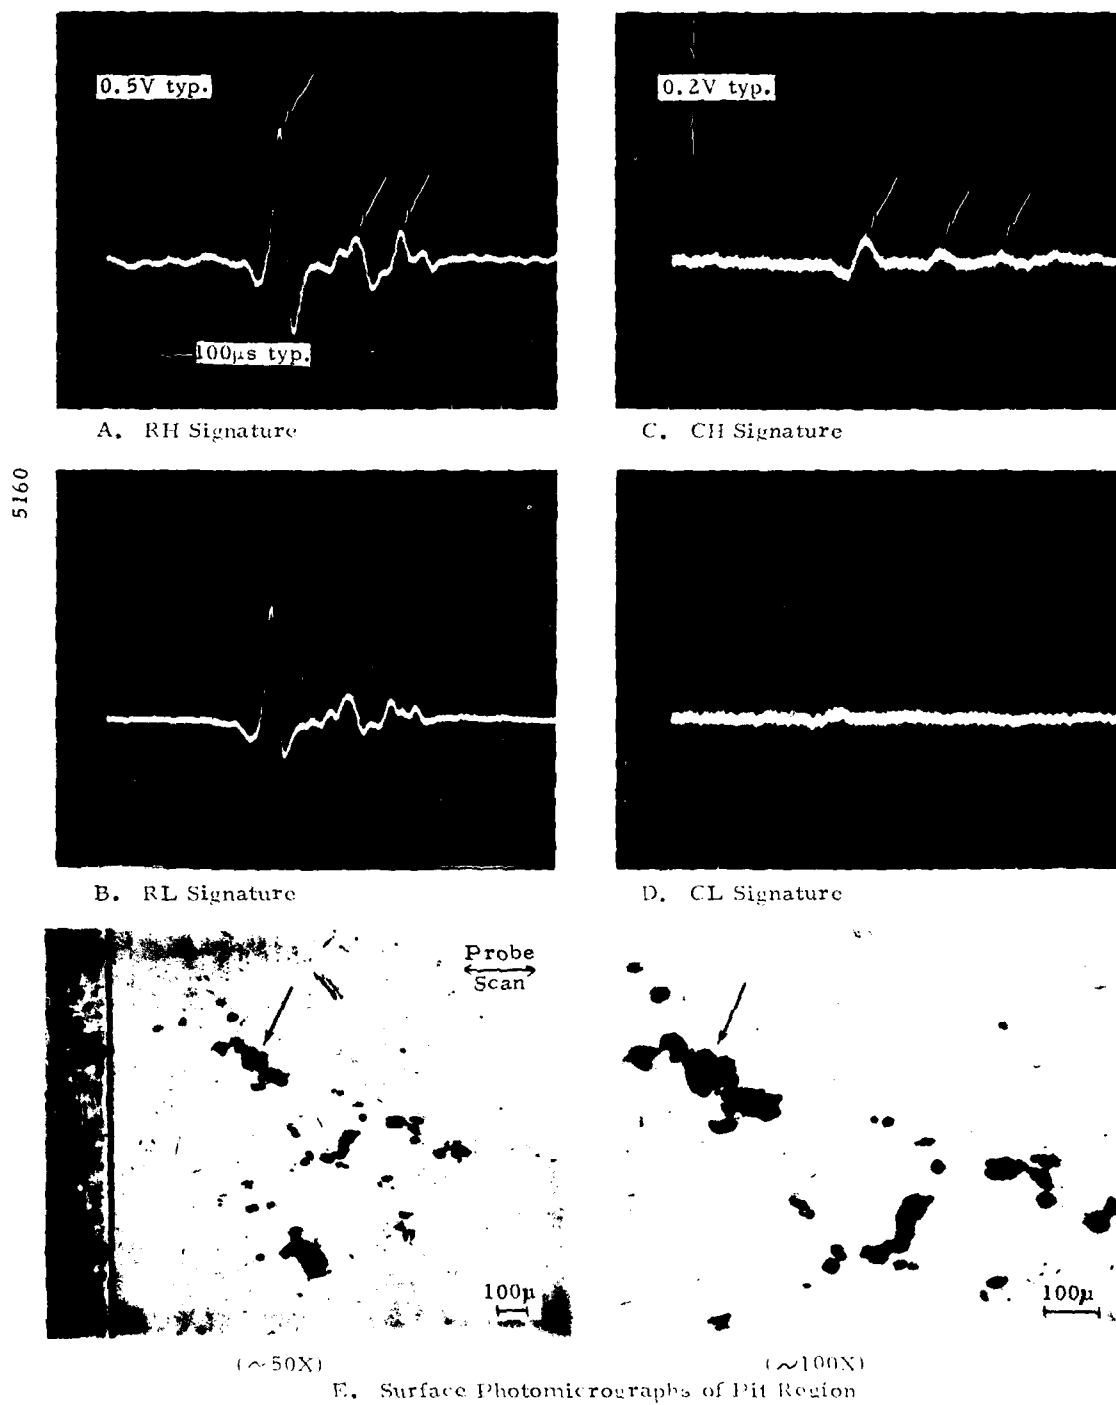 0.5V typ.
100µs typ.
A. RH Signature
0.2V typ.
C. CH Signature
5160
B. RL Signature
D. CL Signature
Probe
Scan
100µ
(~50X)
100µ
(~100X)
E. Surface Photomicrographs of Pit Region